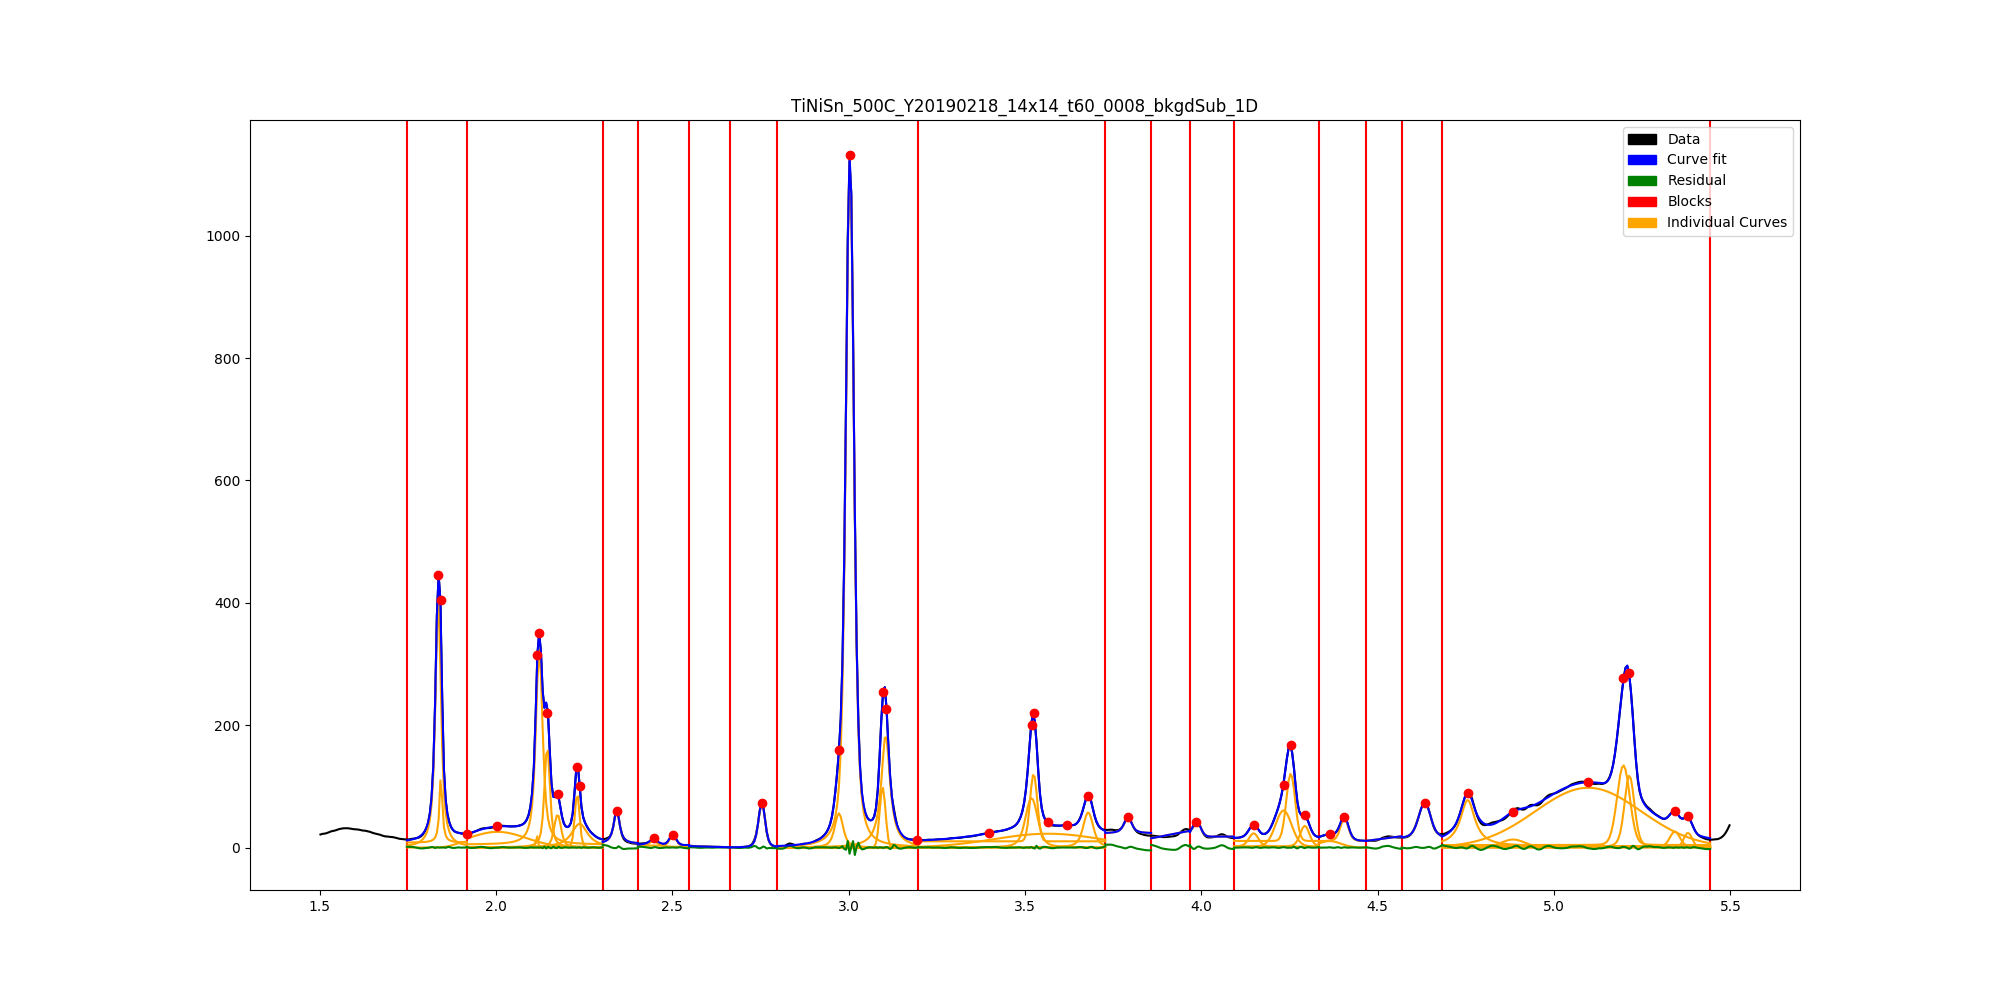 TiNiSn_500C_Y20190218_14x14_t60_0008_bkgdSub_1D
Data
Curve fit
Residual
Blocks
Individual Curves
1000
800
600
400
200
0
1.5 2.0 2.5 3.0 3.5 4.0 4.5 5.0 5.5